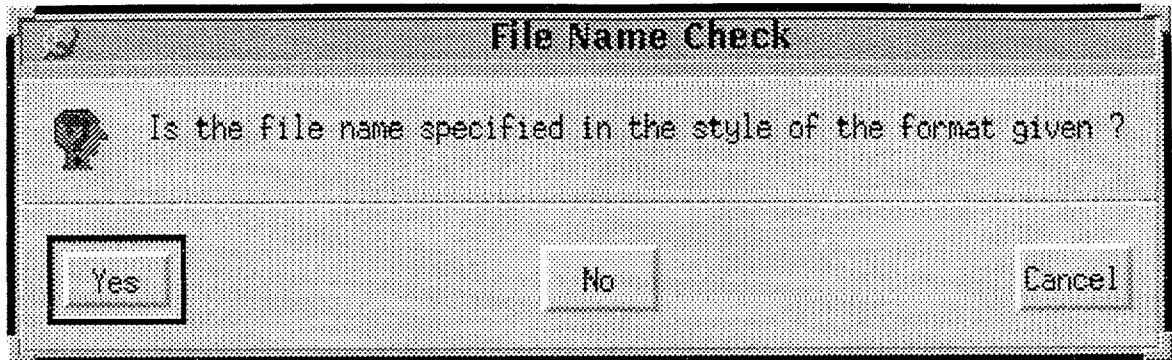 File Name Check
Is the file name specified in the style of the format given ?
Yes
No
Cancel